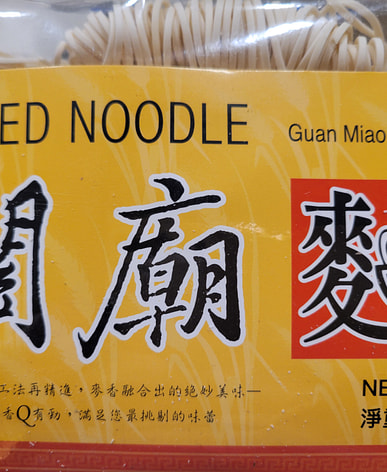 ED NOODLE
Guan Miao
關廟麵
工法再精進，麥香融合出的絕妙美味—
香Q有勁，滿足您最挑剔的味蕾
NE
淨重